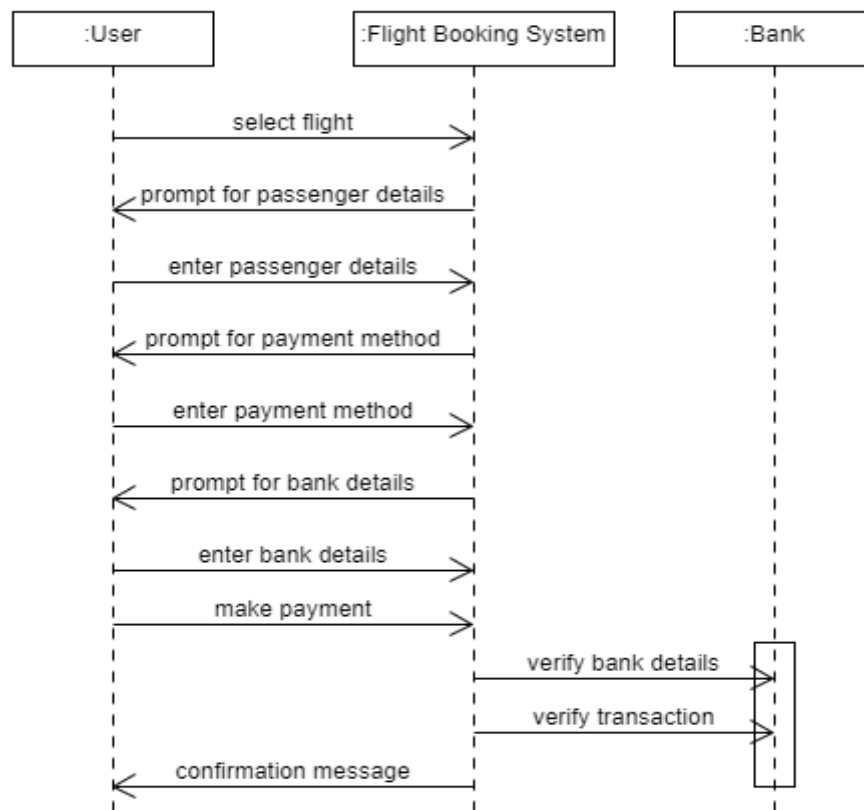 :User
:Flight Booking System
:Bank
select flight
prompt for passenger details
enter passenger details
prompt for payment method
enter payment method
prompt for bank details
enter bank details
make payment
verify bank details
verify transaction
confirmation message